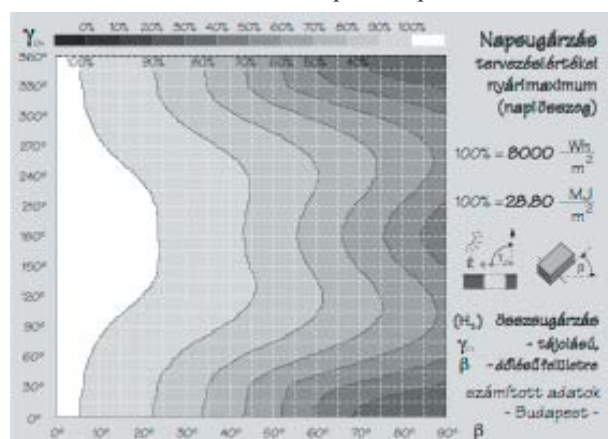 γ
0% 10% 20% 30% 40% 50% 60% 70% 80% 90% 100%
360°
330°
300°
270°
240°
210°
180°
150°
120°
90°
60°
30°
0°
100% 90% 80% 70% 60% 50% 40%
0° 10° 20° 30° 40° 50° 60° 70° 80° 90°
β
Napsugárzás
tervezési értékei
nyári maximum
(napi összeg)
100% = 8000 Wh/m²
100% = 28,80 MJ/m²
β
összsugárzás
γ - tájolású,
β - dőlésű felületre
számított adatok
- Budapest -